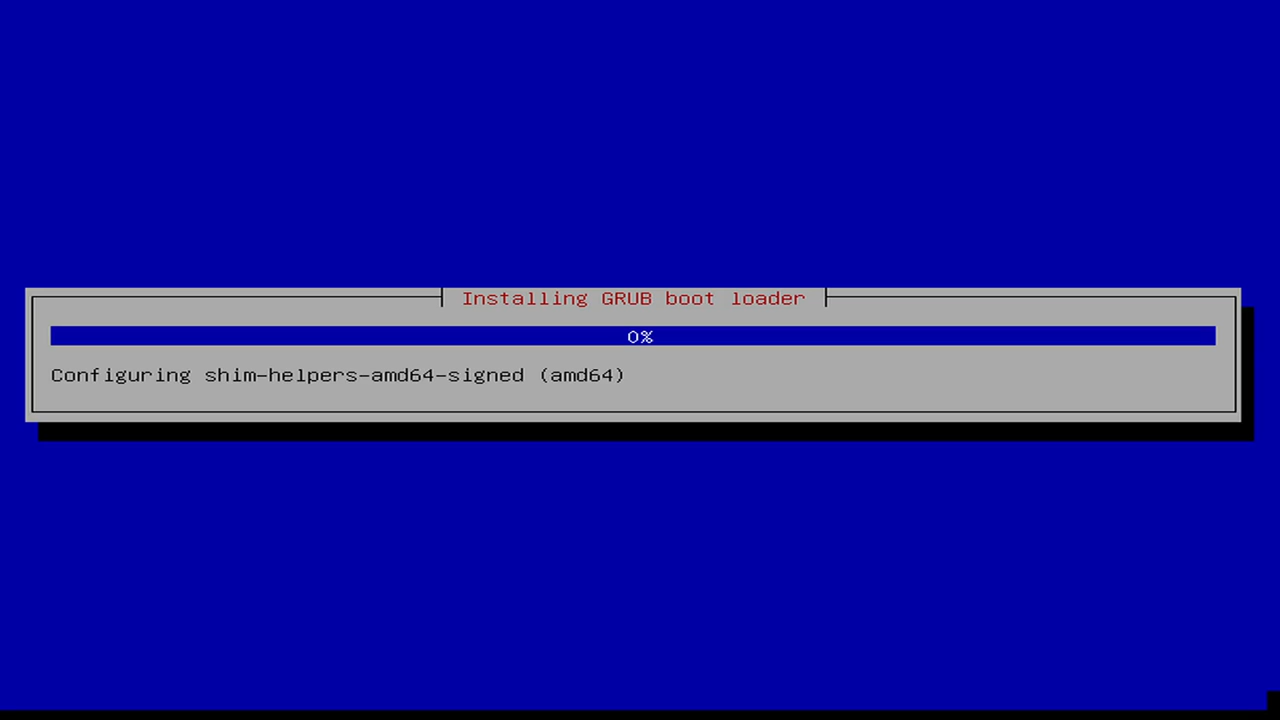 Installing GRUB boot loader
0%
Configuring shim-helpers-amd64-signed (amd64)